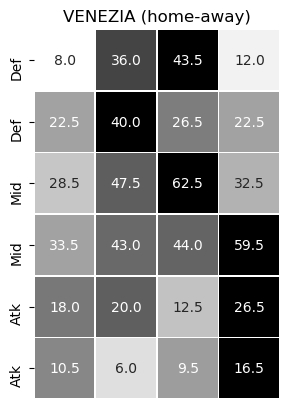 VENEZIA (home-away)
Def 8.0 36.0 43.5 12.0
Def 22.5 40.0 26.5 22.5
Mid 28.5 47.5 62.5 32.5
Mid 33.5 43.0 44.0 59.5
Atk 18.0 20.0 12.5 26.5
Atk 10.5 6.0 9.5 16.5